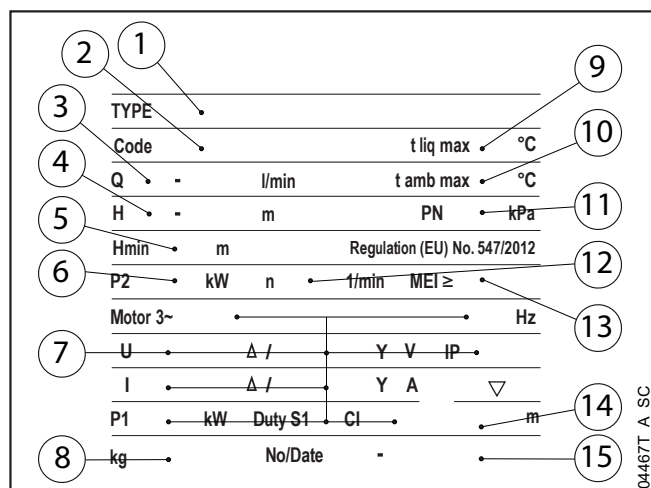 1
2
3
4
5
6
7
8
9
10
11
12
13
14
15
TYPE
Code t liq max °C
Q - l/min t amb max °C
H - m PN kPa
Hmin m Regulation (EU) No. 547/2012
P2 kW n 1/min MEI ≥
Motor 3~ Hz
U Δ / Y V IP
I Δ / Y A
P1 kW Duty S1 Cl m
kg No/Date -
04467T_A_SC